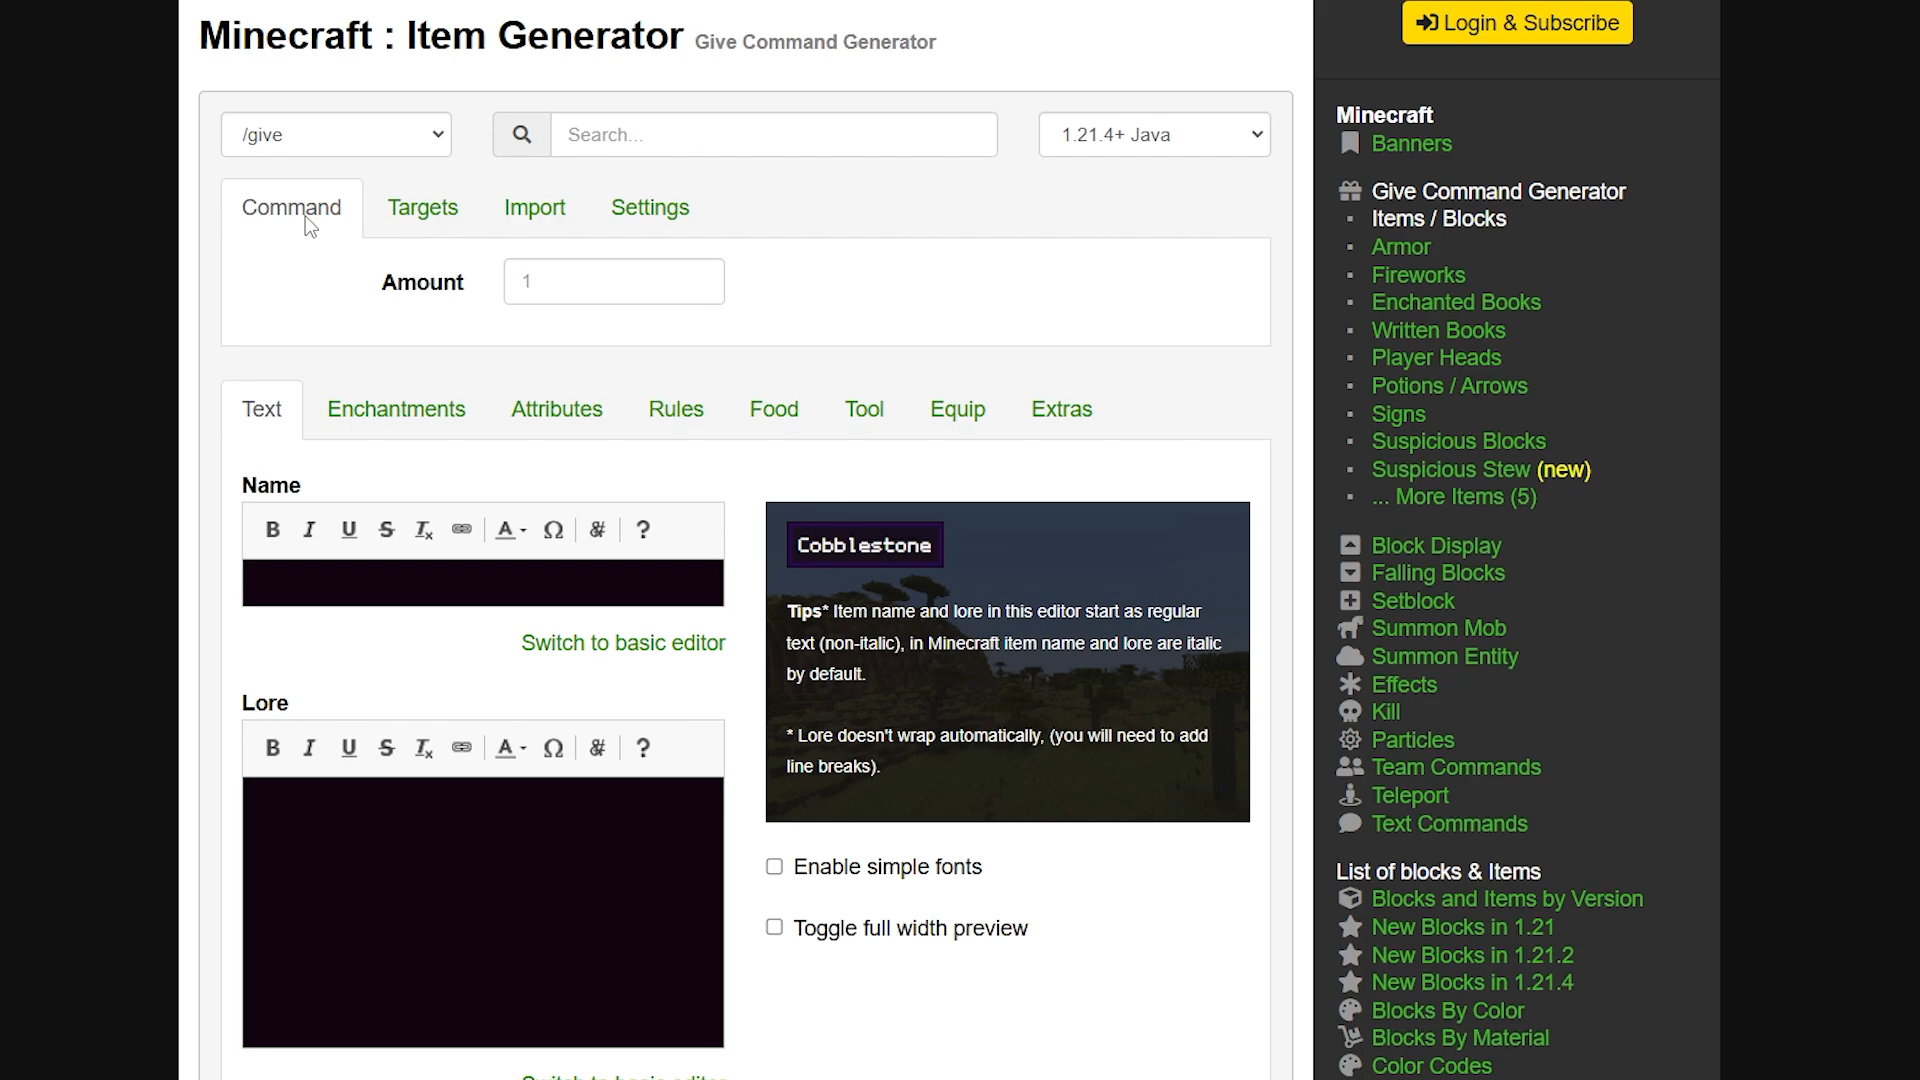 Minecraft : Item Generator Give Command Generator
/give
Search...
1.21.4+ Java
Command
Targets
Import
Settings
Amount
1
Text
Enchantments
Attributes
Rules
Food
Tool
Equip
Extras
Name
B I U S Tx A Ω & ?
Switch to basic editor
Lore
B I U S Tx A Ω & ?
Switch to basic editor
Cobblestone
Tips* Item name and lore in this editor start as regular
text (non-italic), in Minecraft item name and lore are italic
by default.
* Lore doesn't wrap automatically, (you will need to add
line breaks).
Enable simple fonts
Toggle full width preview
Login & Subscribe
Minecraft
Banners
Give Command Generator
Items / Blocks
Armor
Fireworks
Enchanted Books
Written Books
Player Heads
Potions / Arrows
Signs
Suspicious Blocks
Suspicious Stew (new)
... More Items (5)
Block Display
Falling Blocks
Setblock
Summon Mob
Summon Entity
Effects
Kill
Particles
Team Commands
Teleport
Text Commands
List of blocks & Items
Blocks and Items by Version
New Blocks in 1.21
New Blocks in 1.21.2
New Blocks in 1.21.4
Blocks By Color
Blocks By Material
Color Codes